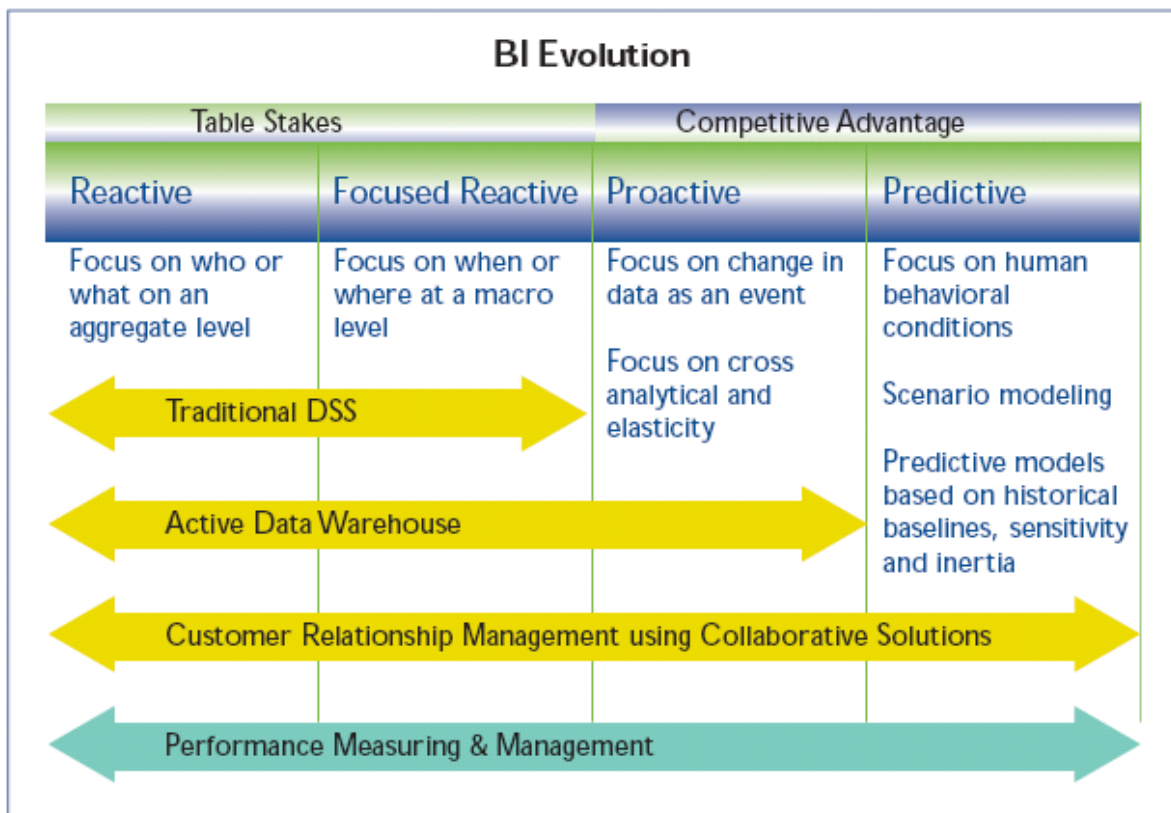 BI Evolution
Table Stakes
Competitive Advantage
Reactive
Focused Reactive
Proactive
Predictive
Focus on who or
what on an
aggregate level
Focus on when or
where at a macro
level
Focus on change in
data as an event
Focus on cross
analytical and
elasticity
Focus on human
behavioral
conditions
Scenario modeling
Predictive models
based on historical
baselines, sensitivity
and inertia
Traditional DSS
Active Data Warehouse
Customer Relationship Management using Collaborative Solutions
Performance Measuring & Management